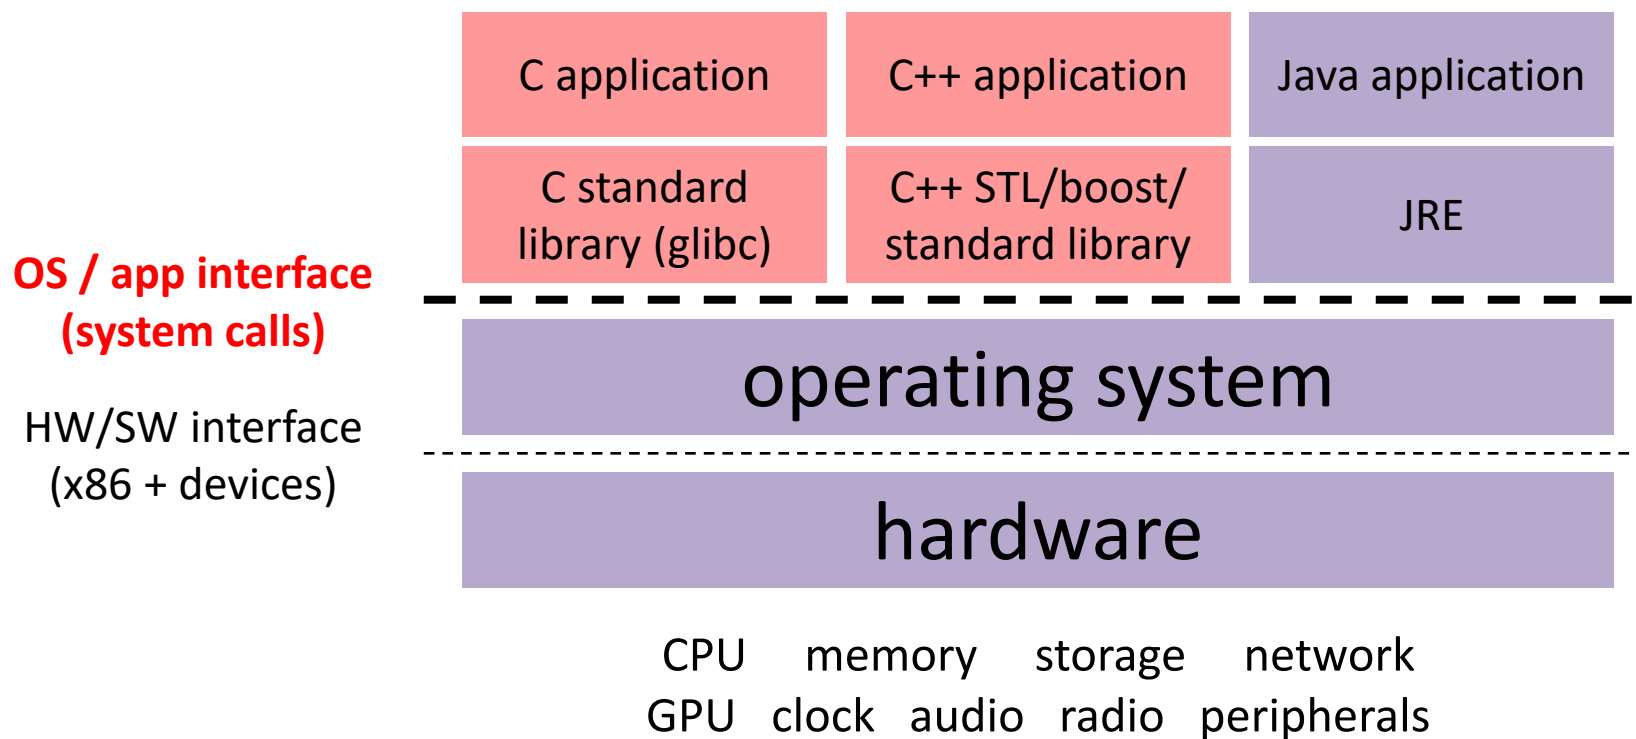 C application
C++ application
Java application
C standard
library (glibc)
C++ STL/boost/
standard library
JRE
OS / app interface
(system calls)
operating system
HW/SW interface
(x86 + devices)
hardware
CPU memory storage network
GPU clock audio radio peripherals